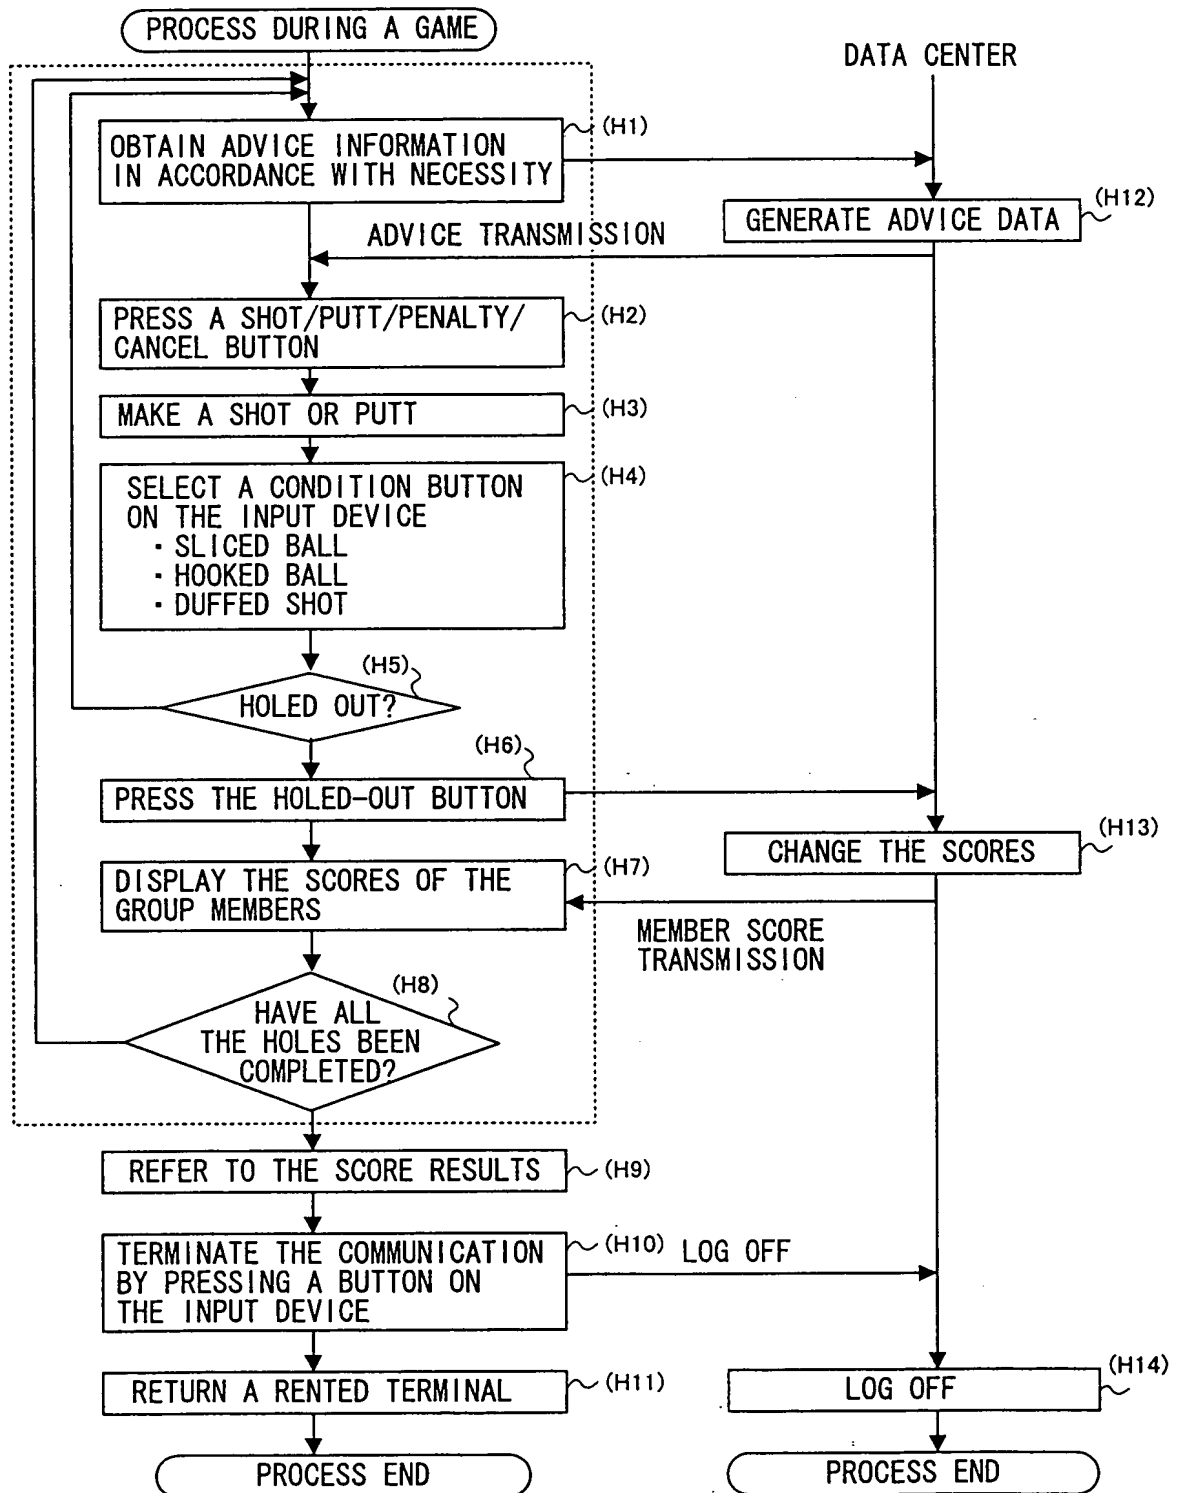 PROCESS DURING A GAME
DATA CENTER
(H1)
OBTAIN ADVICE INFORMATION
IN ACCORDANCE WITH NECESSITY
(H12)
GENERATE ADVICE DATA
ADVICE TRANSMISSION
PRESS A SHOT/PUTT/PENALTY/
CANCEL BUTTON
(H2)
MAKE A SHOT OR PUTT
(H3)
SELECT A CONDITION BUTTON
ON THE INPUT DEVICE
・SLICED BALL
・HOOKED BALL
・DUFFED SHOT
(H4)
(H5)
HOLED OUT?
(H6)
PRESS THE HOLED-OUT BUTTON
(H13)
CHANGE THE SCORES
(H7)
DISPLAY THE SCORES OF THE
GROUP MEMBERS
MEMBER SCORE
TRANSMISSION
(H8)
HAVE ALL
THE HOLES BEEN
COMPLETED?
REFER TO THE SCORE RESULTS
(H9)
TERMINATE THE COMMUNICATION
BY PRESSING A BUTTON ON
THE INPUT DEVICE
(H10)
LOG OFF
RETURN A RENTED TERMINAL
(H11)
LOG OFF
(H14)
PROCESS END
PROCESS END